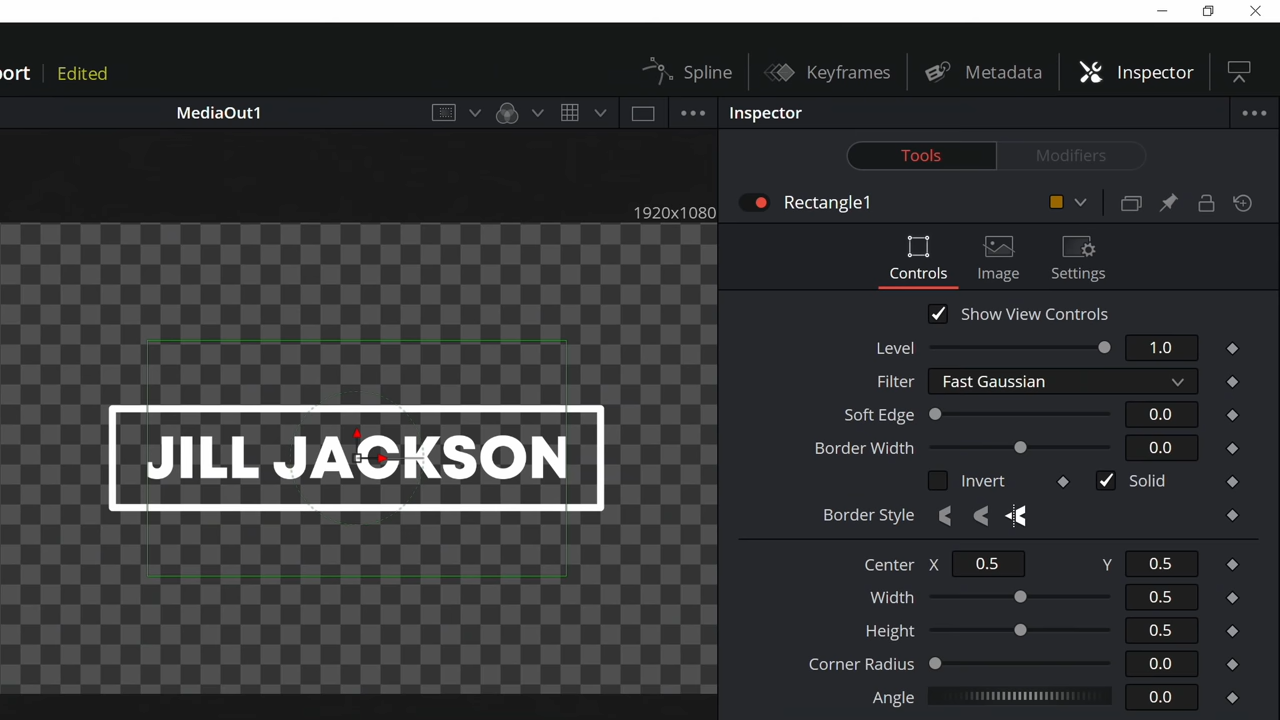 ort
Edited
Spline
Keyframes
Metadata
Inspector
MediaOut1
Inspector
Tools
Modifiers
Rectangle1
1920x1080
Controls
Image
Settings
Show View Controls
Level 1.0
Filter Fast Gaussian
Soft Edge 0.0
Border Width 0.0
Invert Solid
Border Style
Center X 0.5 Y 0.5
Width 0.5
Height 0.5
Corner Radius 0.0
Angle 0.0
JILL JACKSON